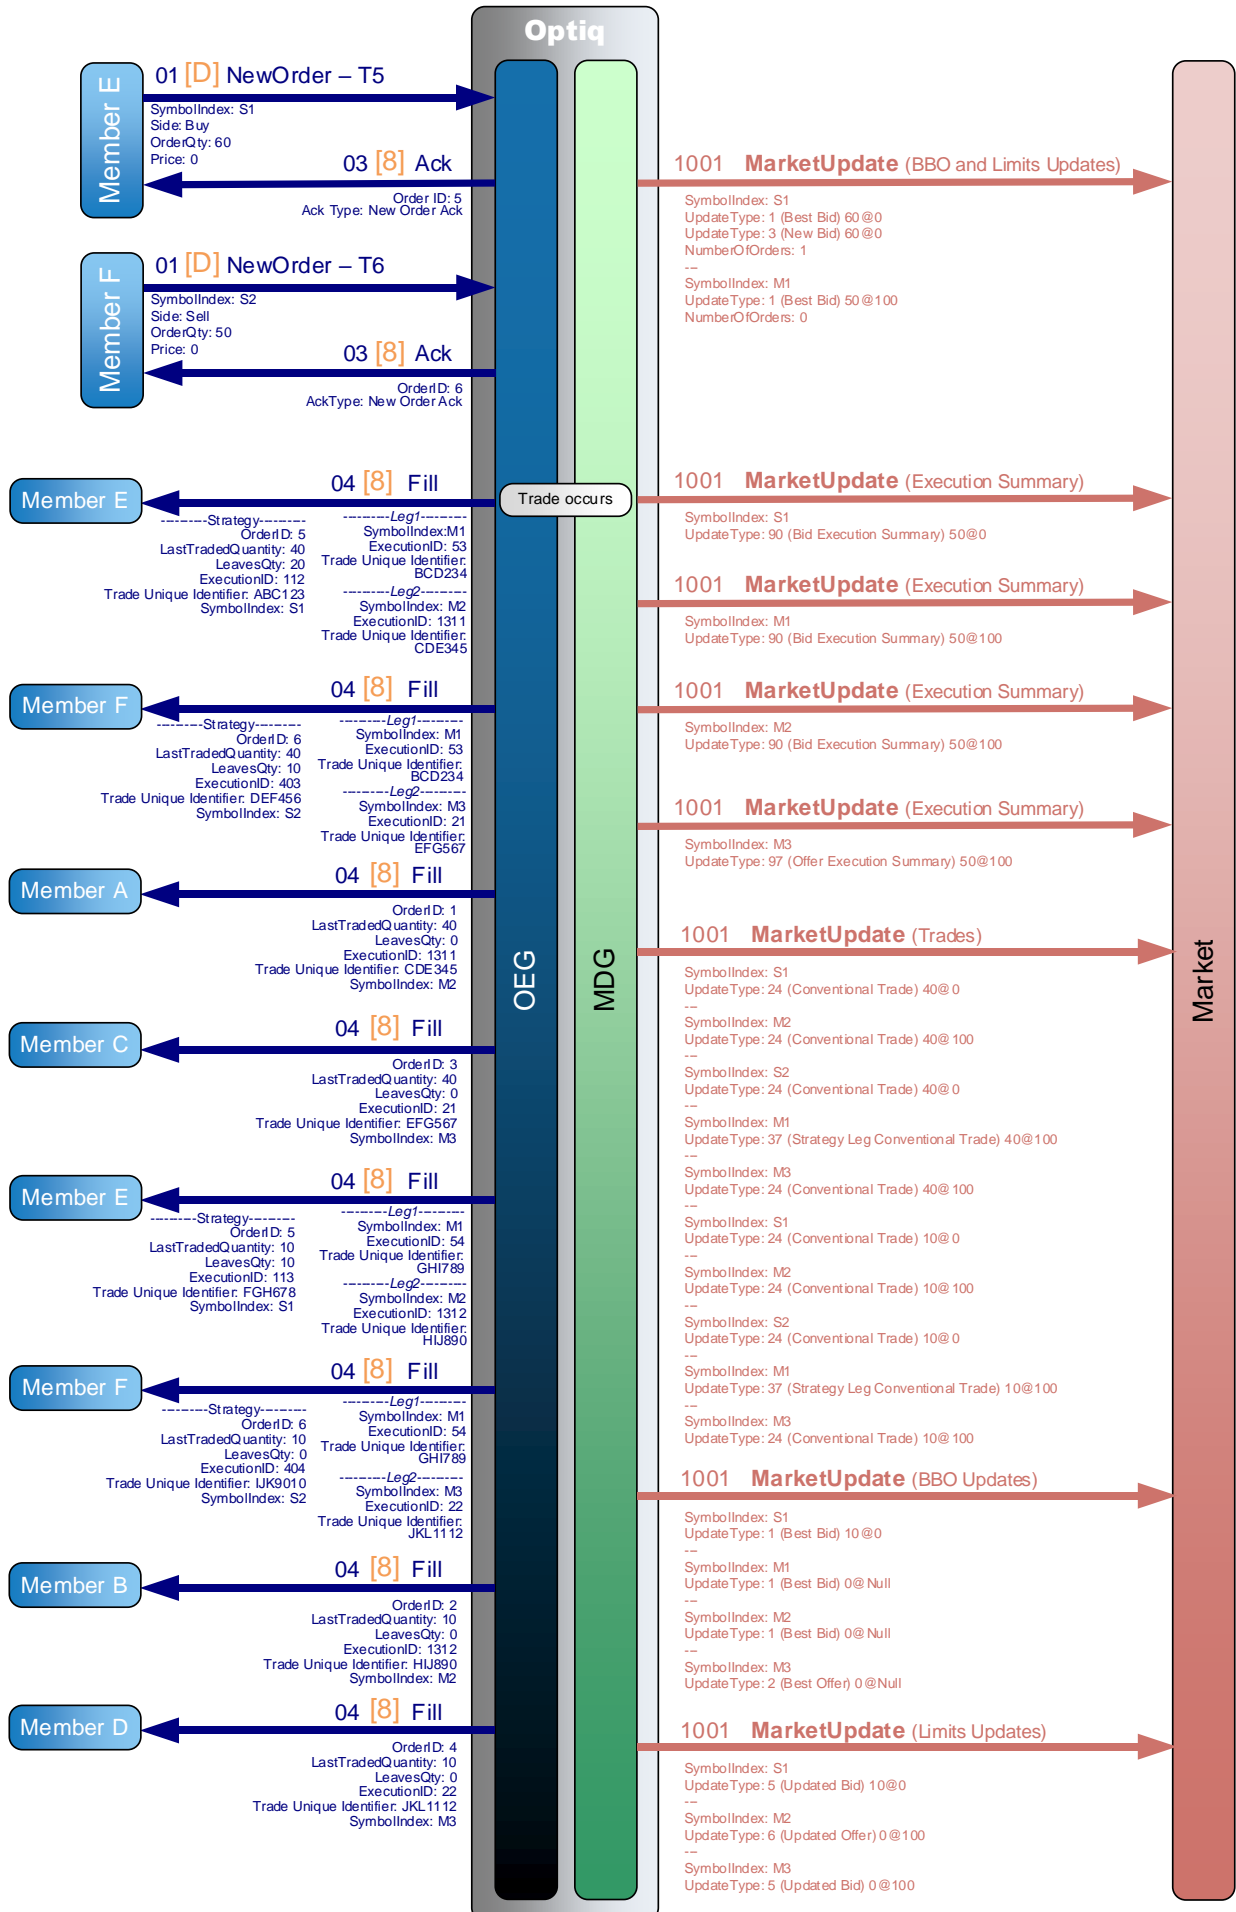 Optiq
Member E
01 [D] NewOrder – T5
SymbolIndex: S1
Side: Buy
OrderQty: 60
Price: 0
03 [8] Ack
Order ID: 5
Ack Type: New Order Ack
Member F
01 [D] NewOrder – T6
SymbolIndex: S2
Side: Sell
OrderQty: 50
Price: 0
03 [8] Ack
OrderID: 6
AckType: New Order Ack
Member E
04 [8] Fill
----------Strategy----------
OrderID: 5
LastTradedQuantity: 40
LeavesQty: 20
ExecutionID: 112
Trade Unique Identifier: ABC123
SymbolIndex: S1
----------Leg1----------
SymbolIndex:M1
ExecutionID: 53
Trade Unique Identifier:
BCD234
----------Leg2----------
SymbolIndex: M2
ExecutionID: 1311
Trade Unique Identifier:
CDE345
Member F
04 [8] Fill
----------Strategy----------
OrderID: 6
LastTradedQuantity: 40
LeavesQty: 10
ExecutionID: 403
Trade Unique Identifier: DEF456
SymbolIndex: S2
----------Leg1----------
SymbolIndex: M1
ExecutionID: 53
Trade Unique Identifier:
BCD234
----------Leg2----------
SymbolIndex: M3
ExecutionID: 21
Trade Unique Identifier:
EFG567
Member A
04 [8] Fill
OrderID: 1
LastTradedQuantity: 40
LeavesQty: 0
ExecutionID: 1311
Trade Unique Identifier: CDE345
SymbolIndex: M2
Member C
04 [8] Fill
OrderID: 3
LastTradedQuantity: 40
LeavesQty: 0
ExecutionID: 21
Trade Unique Identifier: EFG567
SymbolIndex: M3
Member E
04 [8] Fill
----------Strategy----------
OrderID: 5
LastTradedQuantity: 10
LeavesQty: 10
ExecutionID: 113
Trade Unique Identifier: FGH678
SymbolIndex: S1
----------Leg1----------
SymbolIndex: M1
ExecutionID: 54
Trade Unique Identifier:
GHI789
----------Leg2----------
SymbolIndex: M2
ExecutionID: 1312
Trade Unique Identifier:
HIJ890
Member F
04 [8] Fill
----------Strategy----------
OrderID: 6
LastTradedQuantity: 10
LeavesQty: 0
ExecutionID: 404
Trade Unique Identifier: IJK9010
SymbolIndex: S2
----------Leg1----------
SymbolIndex: M1
ExecutionID: 54
Trade Unique Identifier:
GHI789
----------Leg2----------
SymbolIndex: M3
ExecutionID: 22
Trade Unique Identifier:
JKL1112
Member B
04 [8] Fill
OrderID: 2
LastTradedQuantity: 10
LeavesQty: 0
ExecutionID: 1312
Trade Unique Identifier: HIJ890
SymbolIndex: M2
Member D
04 [8] Fill
OrderID: 4
LastTradedQuantity: 10
LeavesQty: 0
ExecutionID: 22
Trade Unique Identifier: JKL1112
SymbolIndex: M3
Trade occurs
OEG
MDG
1001 MarketUpdate (BBO and Limits Updates)
SymbolIndex: S1
UpdateType: 1 (Best Bid) 60@0
UpdateType: 3 (New Bid) 60@0
NumberOfOrders: 1
---
SymbolIndex: M1
UpdateType: 1 (Best Bid) 50@100
NumberOfOrders: 0
1001 MarketUpdate (Execution Summary)
SymbolIndex: S1
UpdateType: 90 (Bid Execution Summary) 50@0
1001 MarketUpdate (Execution Summary)
SymbolIndex: M1
UpdateType: 90 (Bid Execution Summary) 50@100
1001 MarketUpdate (Execution Summary)
SymbolIndex: M2
UpdateType: 90 (Bid Execution Summary) 50@100
1001 MarketUpdate (Execution Summary)
SymbolIndex: M3
UpdateType: 97 (Offer Execution Summary) 50@100
1001 MarketUpdate (Trades)
SymbolIndex: S1
UpdateType: 24 (Conventional Trade) 40@0
---
SymbolIndex: M2
UpdateType: 24 (Conventional Trade) 40@100
---
SymbolIndex: S2
UpdateType: 24 (Conventional Trade) 40@0
---
SymbolIndex: M1
UpdateType: 37 (Strategy Leg Conventional Trade) 40@100
---
SymbolIndex: M3
UpdateType: 24 (Conventional Trade) 40@100
---
SymbolIndex: S1
UpdateType: 24 (Conventional Trade) 10@0
---
SymbolIndex: M2
UpdateType: 24 (Conventional Trade) 10@100
---
SymbolIndex: S2
UpdateType: 24 (Conventional Trade) 10@0
---
SymbolIndex: M1
UpdateType: 37 (Strategy Leg Conventional Trade) 10@100
---
SymbolIndex: M3
UpdateType: 24 (Conventional Trade) 10@100
1001 MarketUpdate (BBO Updates)
SymbolIndex: S1
UpdateType: 1 (Best Bid) 10@0
---
SymbolIndex: M1
UpdateType: 1 (Best Bid) 0@Null
---
SymbolIndex: M2
UpdateType: 1 (Best Bid) 0@Null
---
SymbolIndex: M3
UpdateType: 2 (Best Offer) 0@Null
1001 MarketUpdate (Limits Updates)
SymbolIndex: S1
UpdateType: 5 (Updated Bid) 10@0
---
SymbolIndex: M2
UpdateType: 6 (Updated Offer) 0@100
---
SymbolIndex: M3
UpdateType: 5 (Updated Bid) 0@100
Market